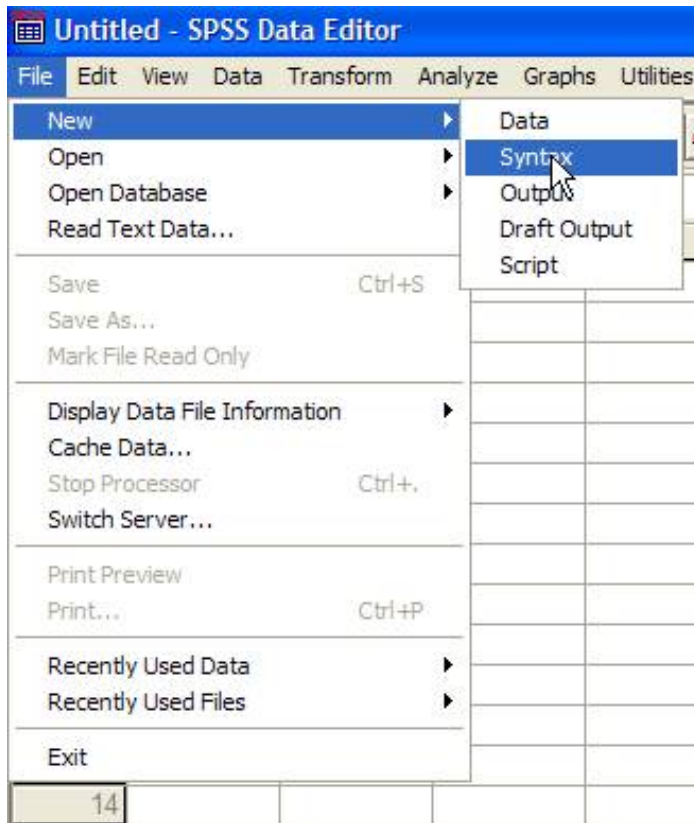 Untitled - SPSS Data Editor
File Edit View Data Transform Analyze Graphs Utilities
New
Open
Open Database
Read Text Data...
Save Ctrl+S
Save As...
Mark File Read Only
Display Data File Information
Cache Data...
Stop Processor Ctrl+.
Switch Server...
Print Preview
Print... Ctrl+P
Recently Used Data
Recently Used Files
Exit
Data
Syntax
Output
Draft Output
Script
14